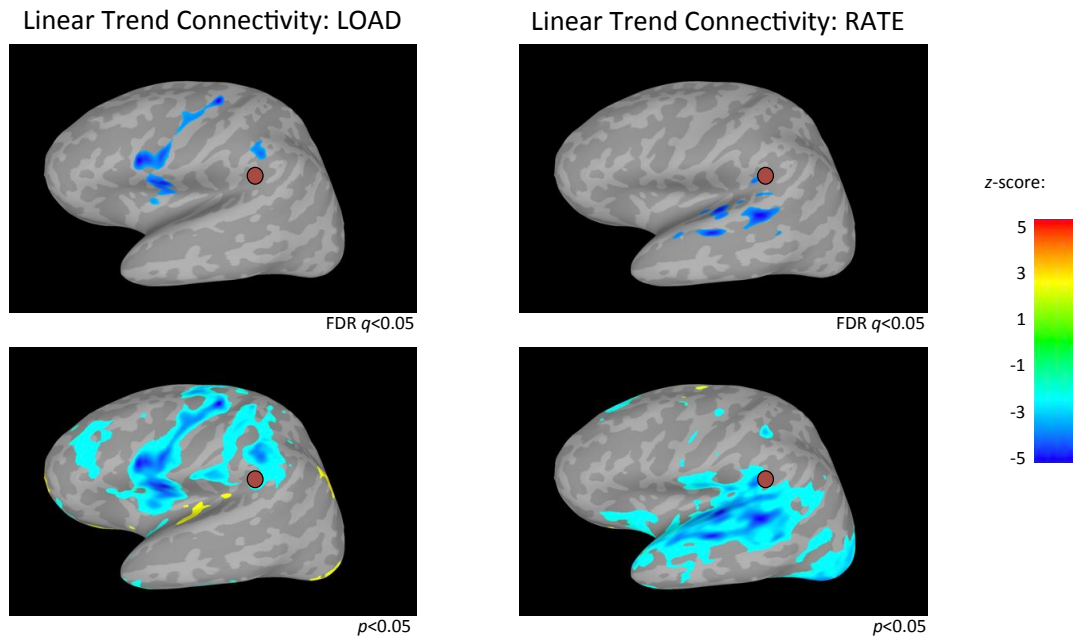 Linear Trend Connectivity: LOAD
Linear Trend Connectivity: RATE
FDR q<0.05
FDR q<0.05
z-score:
5
3
1
-1
-3
-5
p<0.05
p<0.05